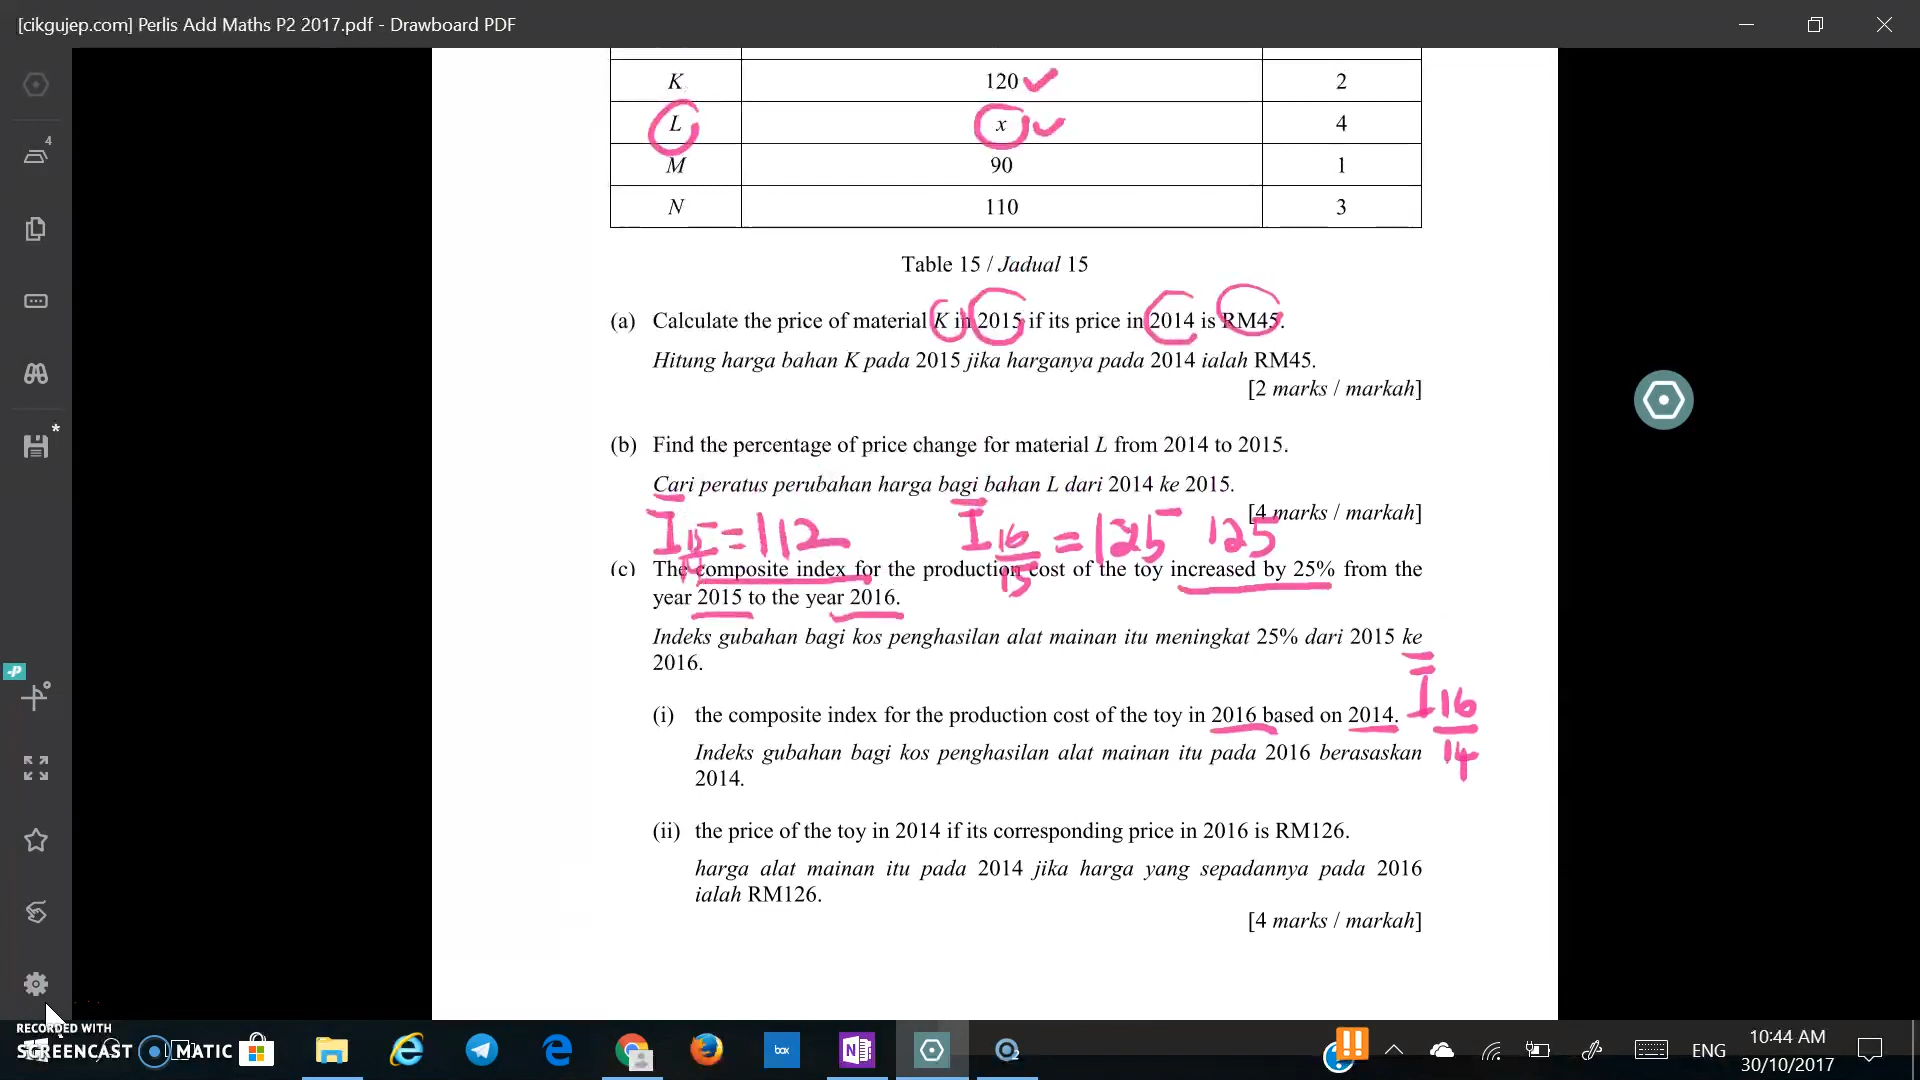 [cikgujep.com] Perlis Add Maths P2 2017.pdf - Drawboard PDF
K 120 2
L x 4
M 90 1
N 110 3
Table 15 / Jadual 15
(a) Calculate the price of material K in 2015 if its price in 2014 is RM45.
Hitung harga bahan K pada 2015 jika harganya pada 2014 ialah RM45.
[2 marks / markah]
(b) Find the percentage of price change for material L from 2014 to 2015.
Cari peratus perubahan harga bagi bahan L dari 2014 ke 2015.
[4 marks / markah]
I 15/14 = 112 I 16/15 = 125 125
(c) The composite index for the production cost of the toy increased by 25% from the
year 2015 to the year 2016.
Indeks gubahan bagi kos penghasilan alat mainan itu meningkat 25% dari 2015 ke
2016.
(i) the composite index for the production cost of the toy in 2016 based on 2014. I 16/14
Indeks gubahan bagi kos penghasilan alat mainan itu pada 2016 berasaskan
2014.
(ii) the price of the toy in 2014 if its corresponding price in 2016 is RM126.
harga alat mainan itu pada 2014 jika harga yang sepadannya pada 2016
ialah RM126.
[4 marks / markah]
4
P
RECORDED WITH
SCREENCAST MATIC
box
N
2
ENG
10:44 AM
30/10/2017